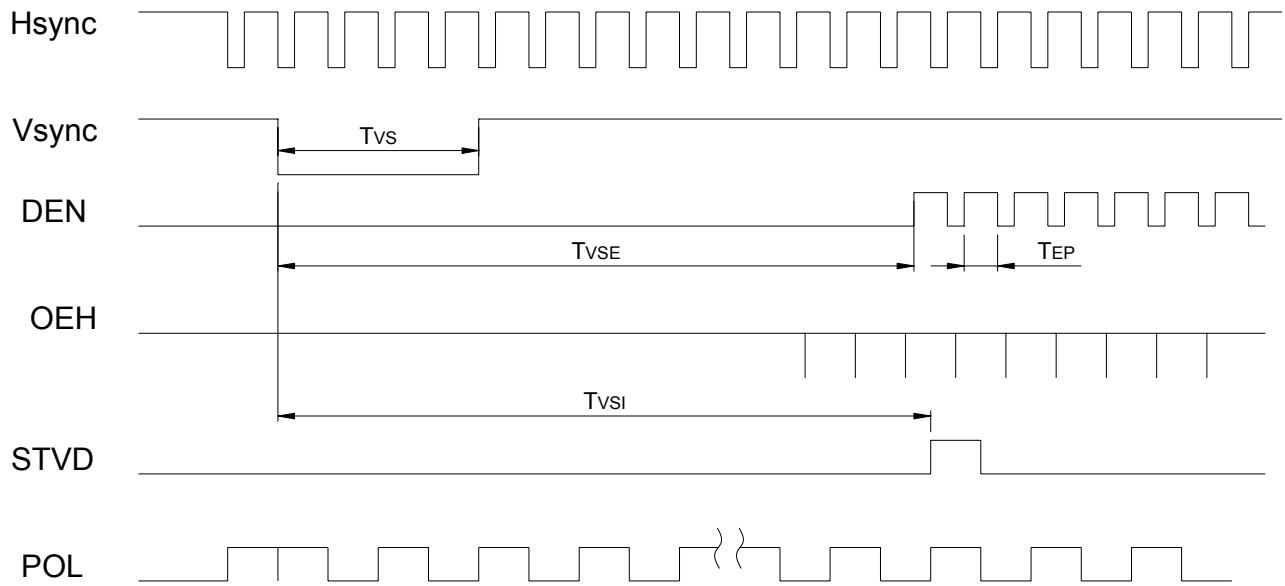 Hsync
Vsync
TVS
DEN
TVSE
TEP
OEH
TVSI
STVD
POL